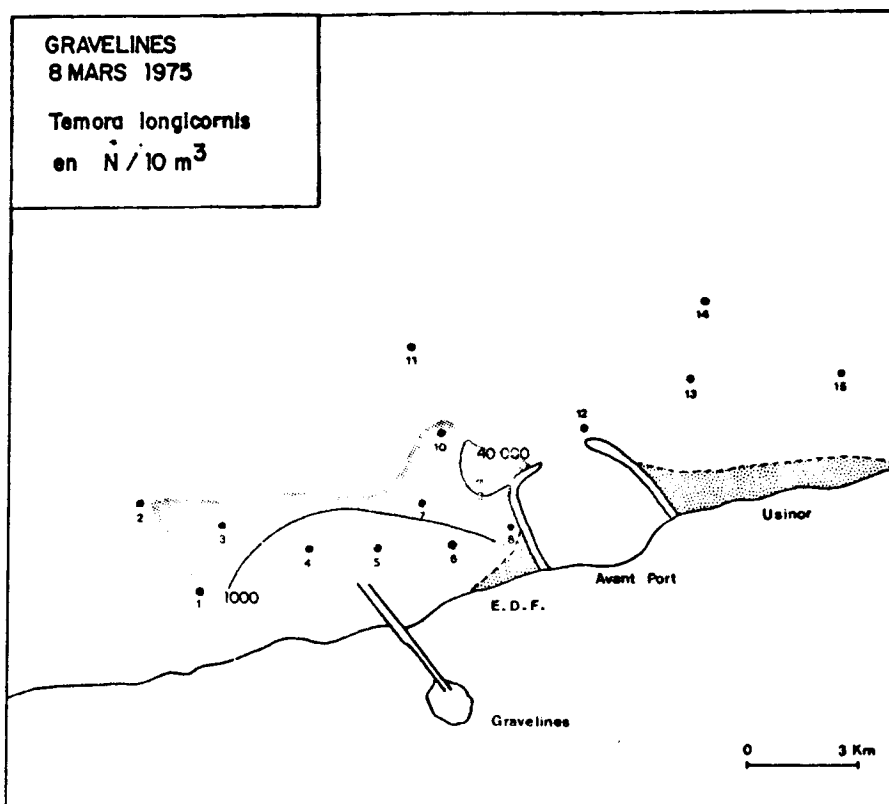 GRAVELINES
8 MARS 1975
Temora longicornis
en N / 10 m³
14
11
13
15
12
10
40 000
2
7
3
8
Usinor
4
5
6
Avant Port
1
1000
E. D. F.
Gravelines
0 3 Km